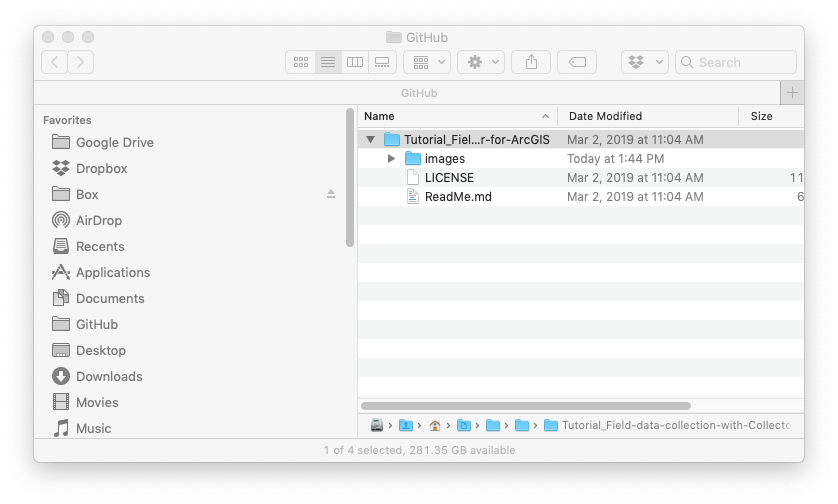 GitHub
Search
GitHub
Favorites
Google Drive
Dropbox
Box
AirDrop
Recents
Applications
Documents
GitHub
Desktop
Downloads
Movies
Music
Name Date Modified Size
Tutorial_Fiel...r-for-ArcGIS Mar 2, 2019 at 11:04 AM
images Today at 1:44 PM
LICENSE Mar 2, 2019 at 11:04 AM 11
ReadMe.md Mar 2, 2019 at 11:04 AM 6
Tutorial_Field-data-collection-with-Collecto
1 of 4 selected, 281.35 GB available